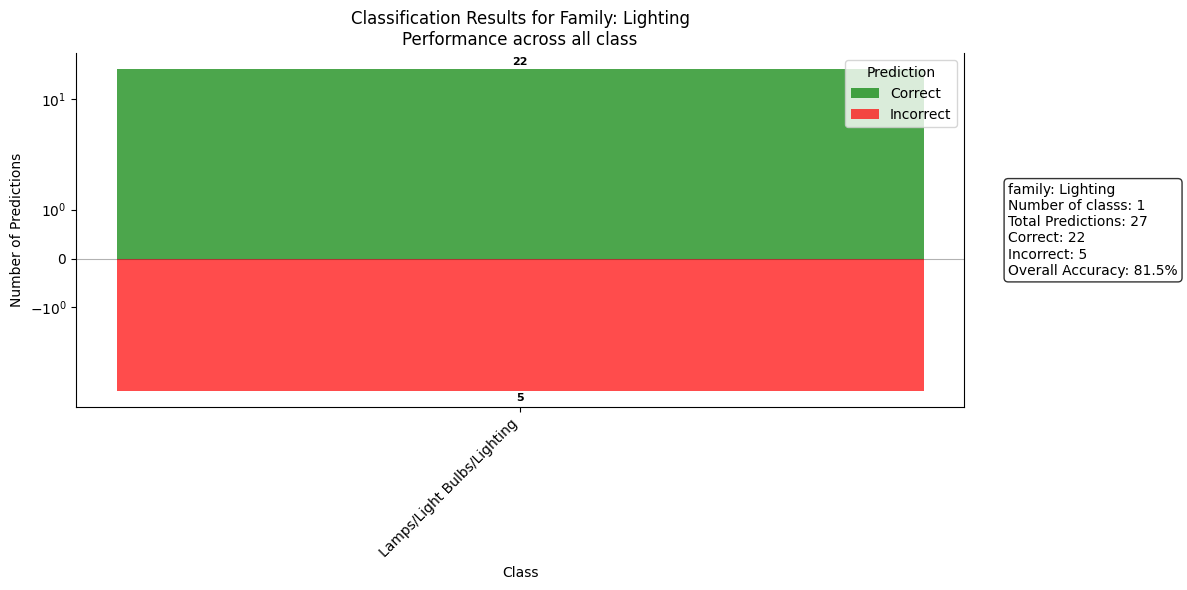 Classification Results for Family: Lighting
Performance across all class
22
Prediction
Correct
Incorrect
10¹
10⁰
0
−10⁰
Number of Predictions
5
Lamps/Light Bulbs/Lighting
Class
family: Lighting
Number of classs: 1
Total Predictions: 27
Correct: 22
Incorrect: 5
Overall Accuracy: 81.5%